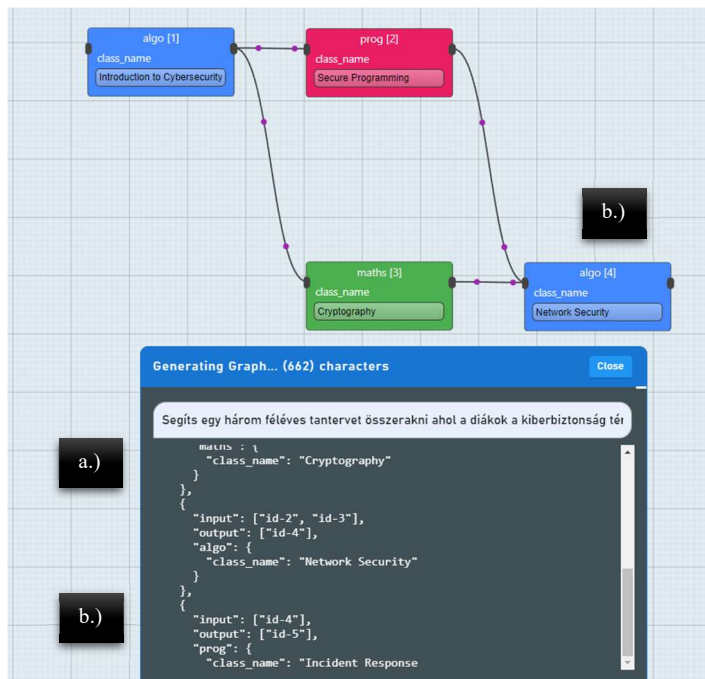 algo [1]
class_name
Introduction to Cybersecurity
prog [2]
class_name
Secure Programming
b.)
maths [3]
class_name
Cryptography
algo [4]
class_name
Network Security
Generating Graph... (662) characters
Close
Segíts egy három féléves tantervet összerakni ahol a diákok a kiberbiztonság tér
a.)
maths : {
"class_name": "Cryptography"
}
},
{
"input": ["id-2", "id-3"],
"output": ["id-4"],
"algo": {
"class_name": "Network Security"
}
},
b.)
{
"input": ["id-4"],
"output": ["id-5"],
"prog": {
"class_name": "Incident Response